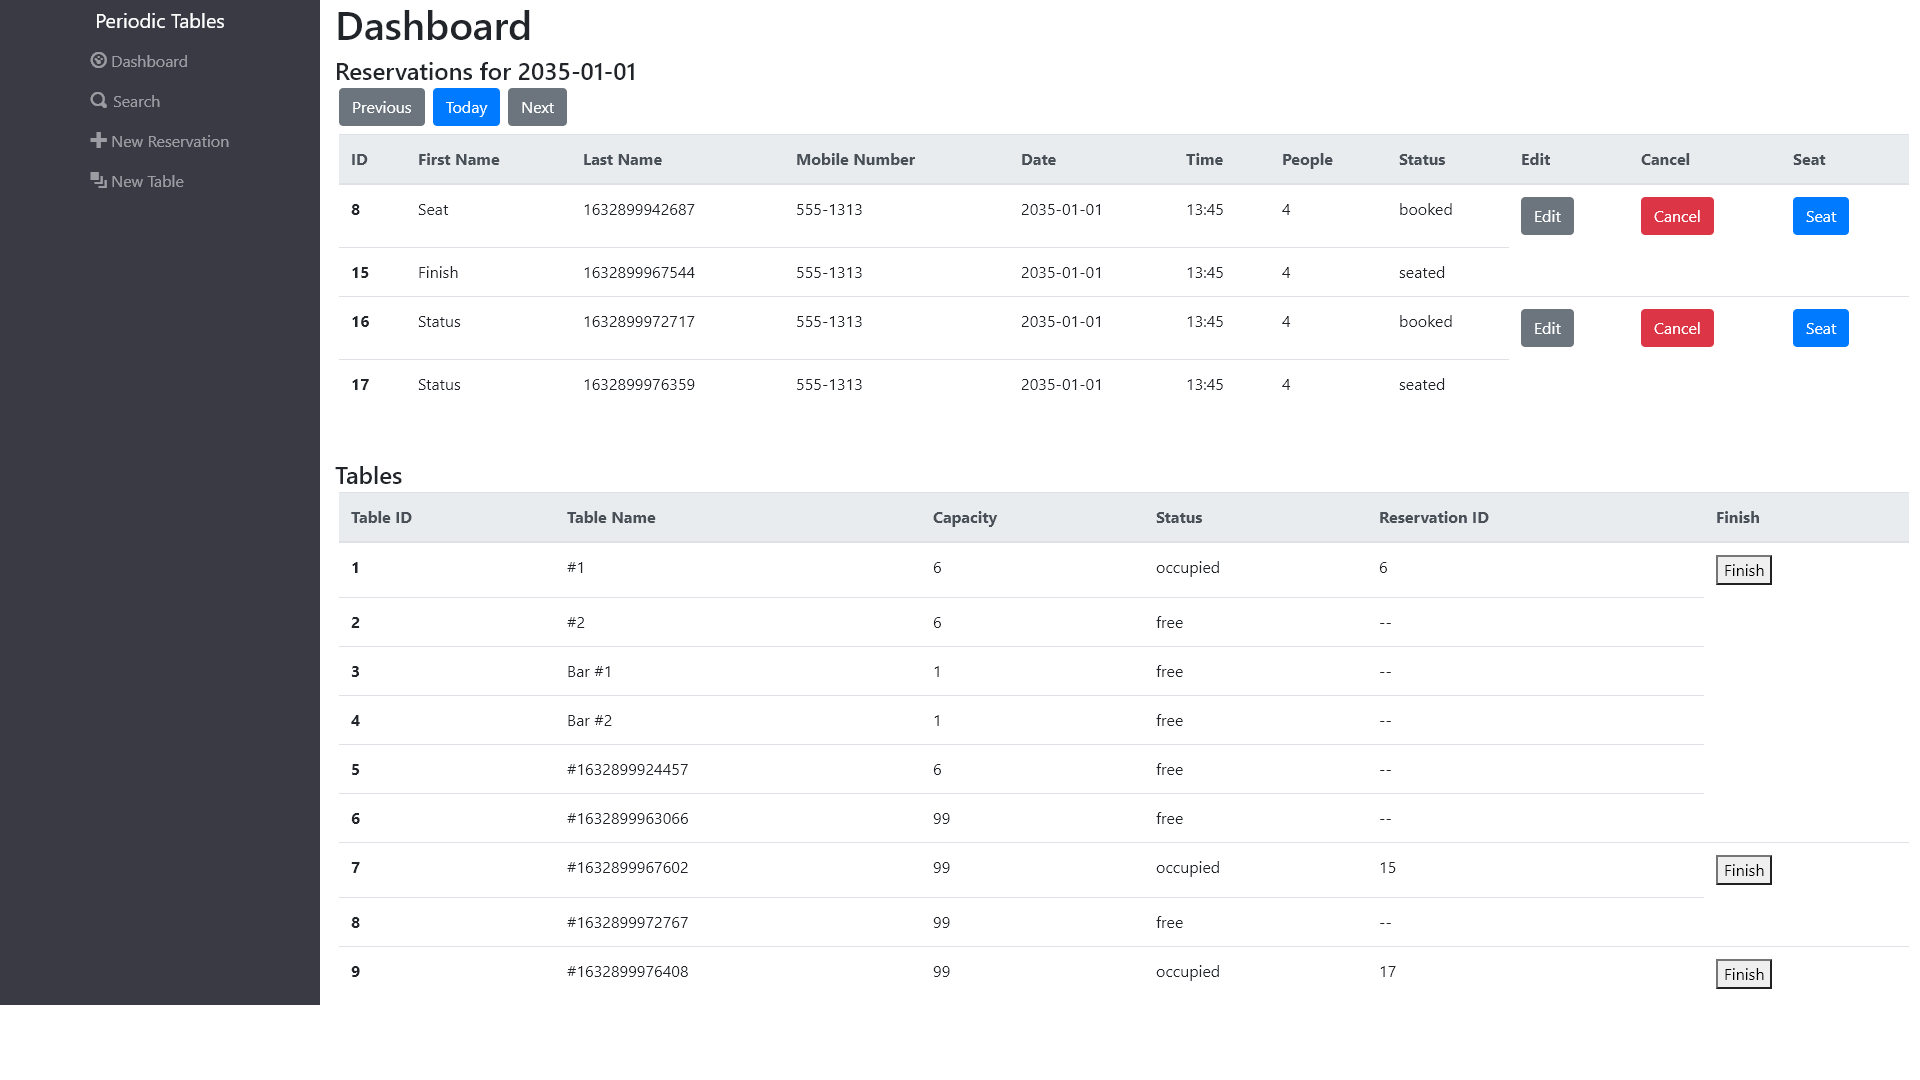 Periodic Tables
Dashboard
Search
New Reservation
New Table
Dashboard
Reservations for 2035-01-01
Previous Today Next
ID First Name Last Name Mobile Number Date Time People Status Edit Cancel Seat
8 Seat 1632899942687 555-1313 2035-01-01 13:45 4 booked Edit Cancel Seat
15 Finish 1632899967544 555-1313 2035-01-01 13:45 4 seated
16 Status 1632899972717 555-1313 2035-01-01 13:45 4 booked Edit Cancel Seat
17 Status 1632899976359 555-1313 2035-01-01 13:45 4 seated
Tables
Table ID Table Name Capacity Status Reservation ID Finish
1 #1 6 occupied 6 Finish
2 #2 6 free --
3 Bar #1 1 free --
4 Bar #2 1 free --
5 #1632899924457 6 free --
6 #1632899963066 99 free --
7 #1632899967602 99 occupied 15 Finish
8 #1632899972767 99 free --
9 #1632899976408 99 occupied 17 Finish